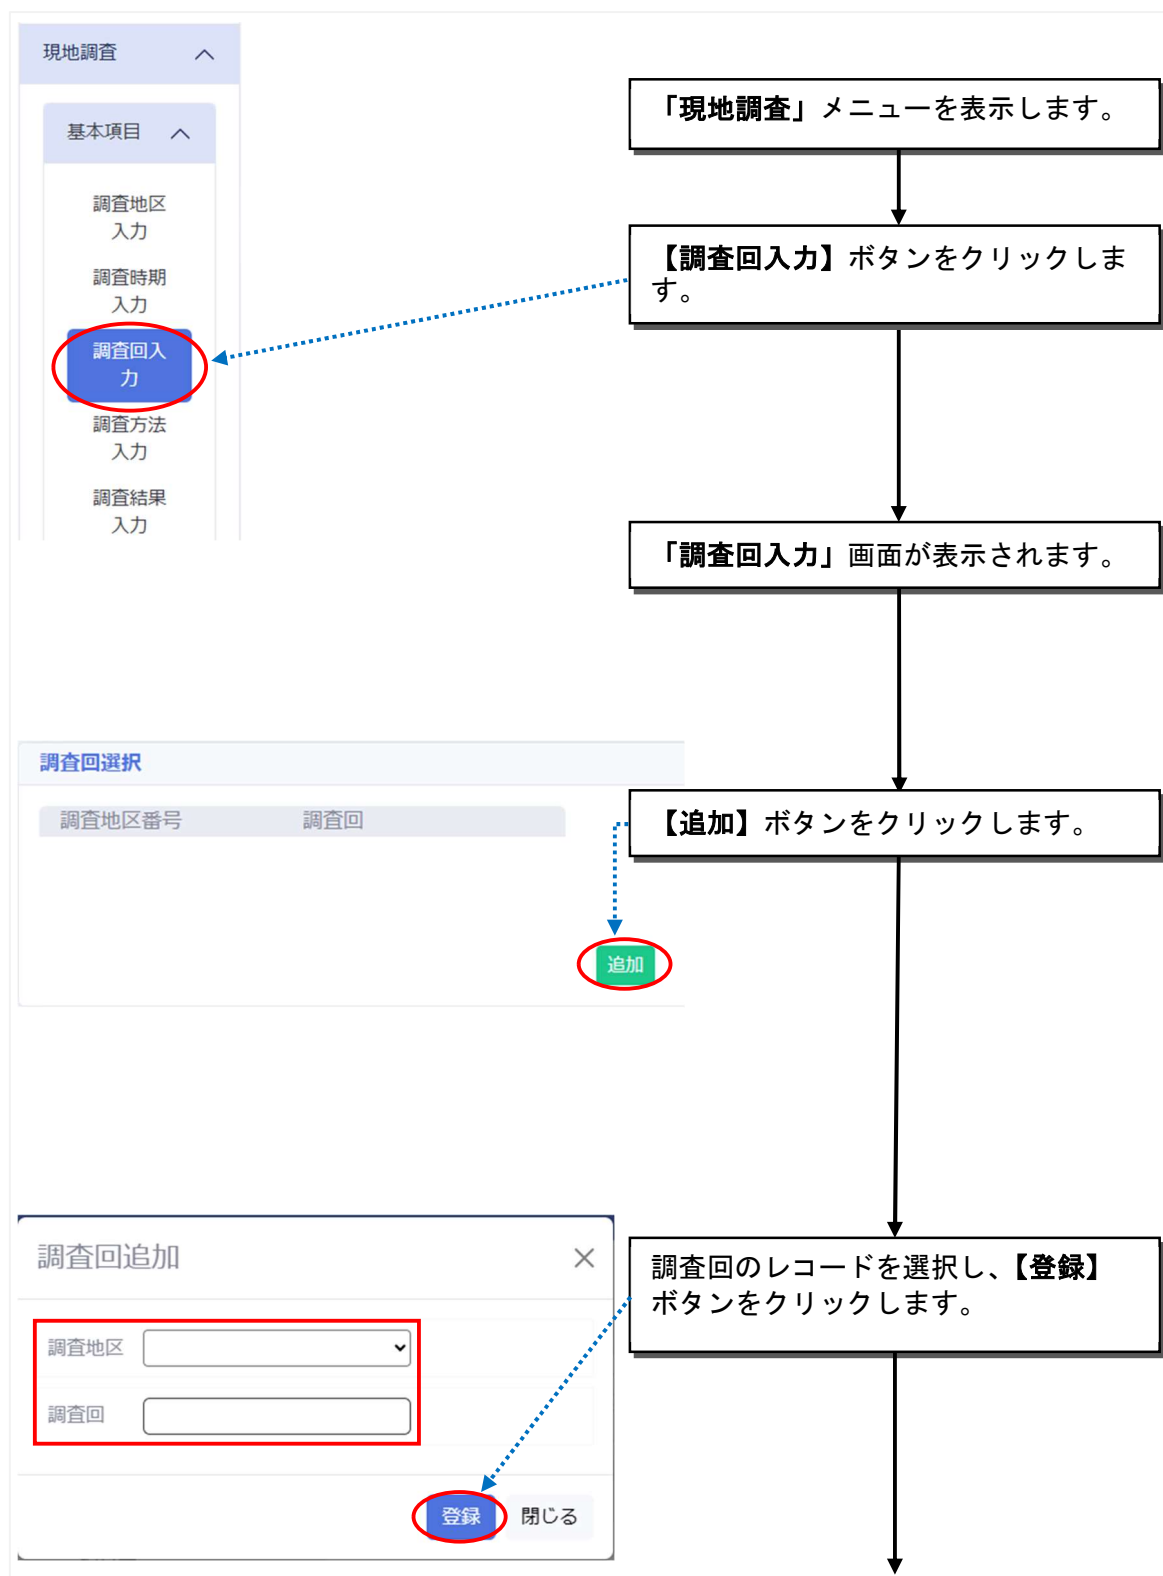 現地調査
基本項目
調査地区
入力
調査時期
入力
調査回入
力
調査方法
入力
調査結果
入力
「現地調査」メニューを表示します。
【調査回入力】ボタンをクリックしま
す。
「調査回入力」画面が表示されます。
調査回選択
調査地区番号 調査回
追加
【追加】ボタンをクリックします。
調査回追加
調査地区
調査回
登録 閉じる
調査回のレコードを選択し、【登録】
ボタンをクリックします。